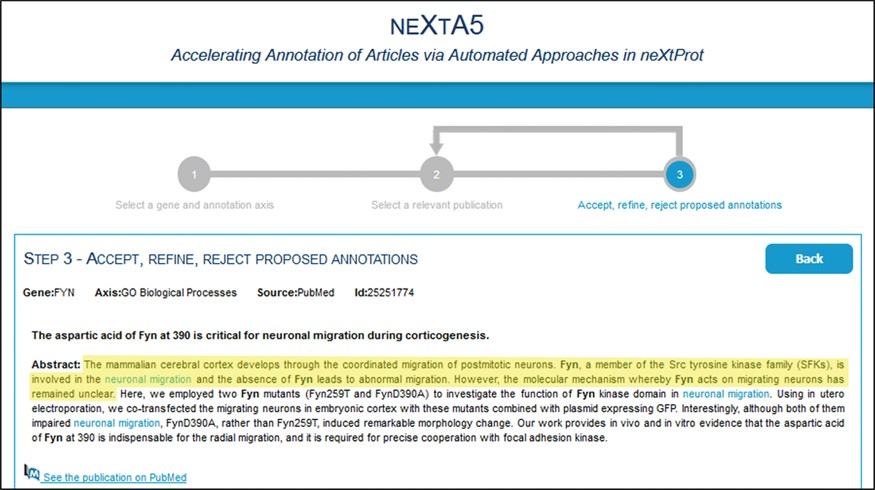 NEXTA5
Accelerating Annotation of Articles via Automated Approaches in neXtProt
1 2 3
Select a gene and annotation axis Select a relevant publication Accept, refine, reject proposed annotations
STEP 3 - ACCEPT, REFINE, REJECT PROPOSED ANNOTATIONS Back
Gene:FYN Axis:GO Biological Processes Source:PubMed Id:25251774
The aspartic acid of Fyn at 390 is critical for neuronal migration during corticogenesis.
Abstract: The mammalian cerebral cortex develops through the coordinated migration of postmitotic neurons. Fyn, a member of the Src tyrosine kinase family (SFKs), is
involved in the neuronal migration and the absence of Fyn leads to abnormal migration. However, the molecular mechanism whereby Fyn acts on migrating neurons has
remained unclear. Here, we employed two Fyn mutants (Fyn259T and FynD390A) to investigate the function of Fyn kinase domain in neuronal migration. Using in utero
electroporation, we co-transfected the migrating neurons in embryonic cortex with these mutants combined with plasmid expressing GFP. Interestingly, although both of them
impaired neuronal migration, FynD390A, rather than Fyn259T, induced remarkable morphology change. Our work provides in vivo and in vitro evidence that the aspartic acid
of Fyn at 390 is indispensable for the radial migration, and it is required for precise cooperation with focal adhesion kinase.
See the publication on PubMed